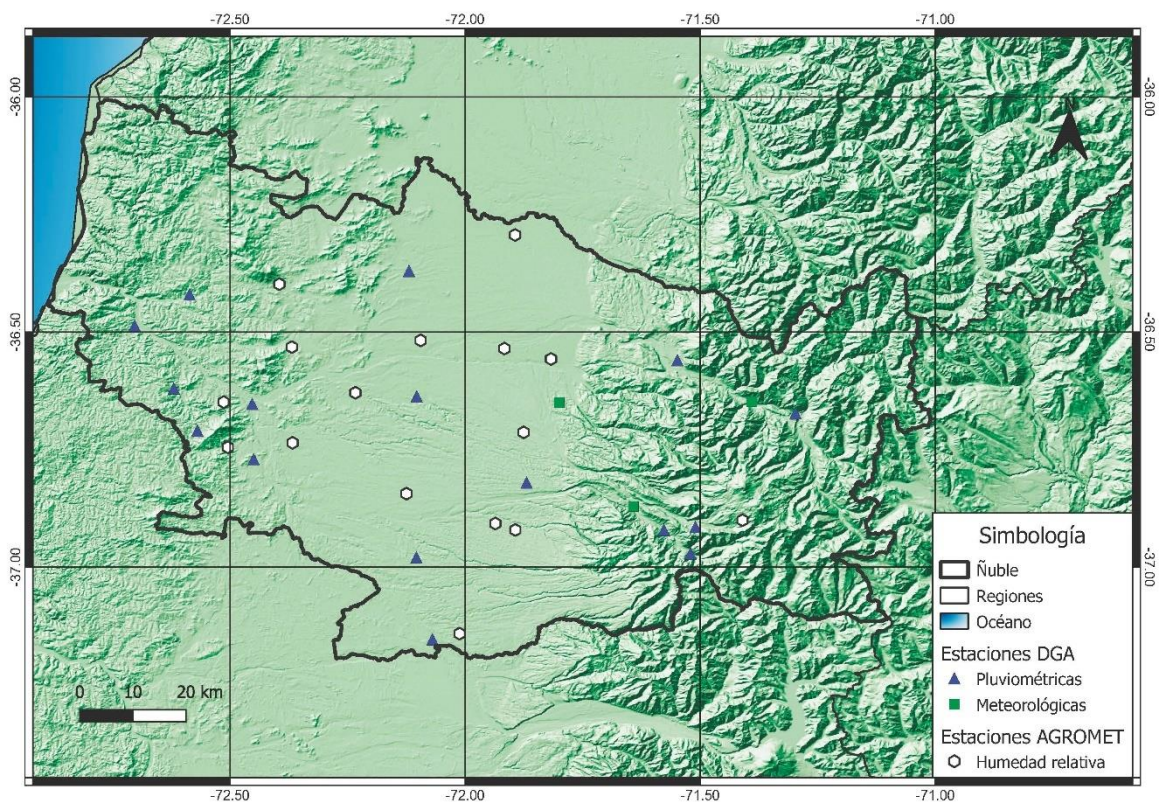 -72.50 -72.00 -71.50 -71.00
-36.00 -36.00
N
-36.50 -36.50
-37.00 -37.00
Simbología
Ñuble
Regiones
Océano
Estaciones DGA
Pluviométricas
Meteorológicas
Estaciones AGROMET
Humedad relativa
0 10 20 km
-72.50 -72.00 -71.50 -71.00